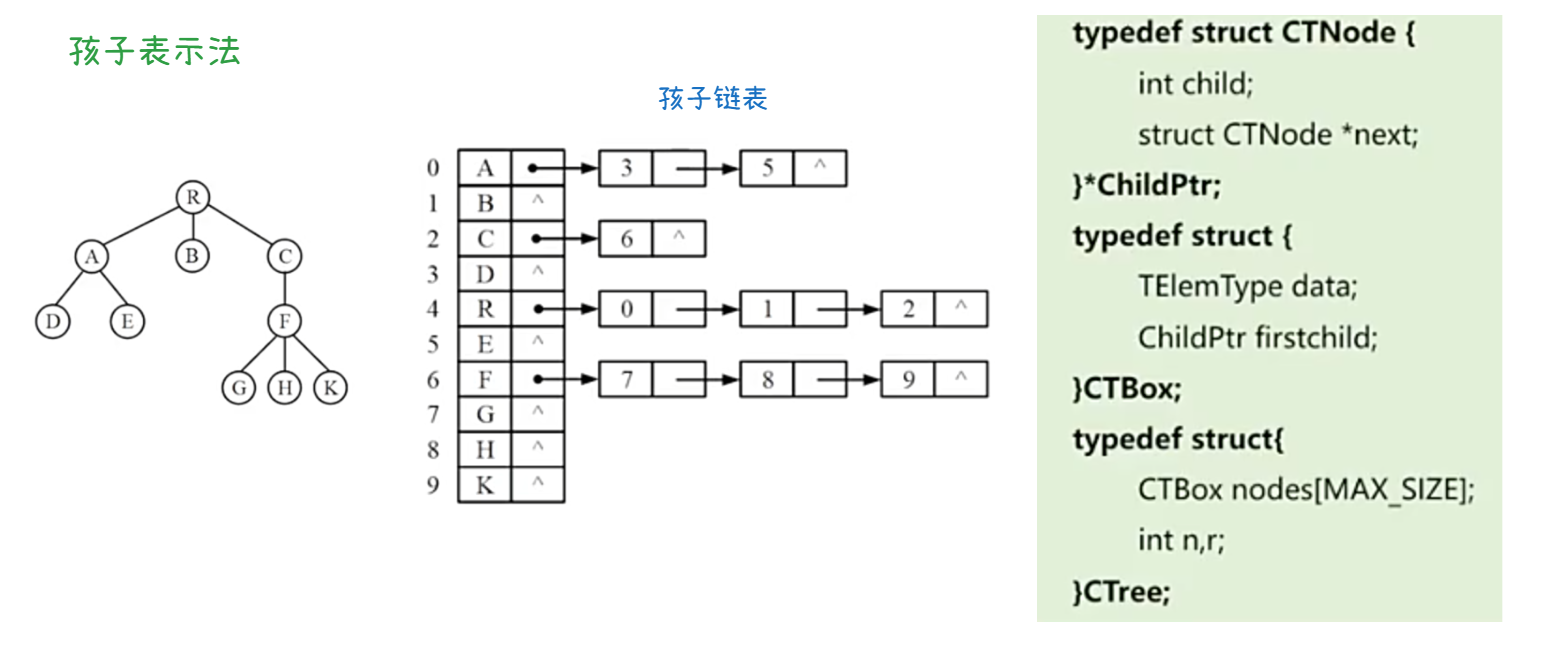 孩子表示法
孩子链表
R
A B C
D E F
G H K
0 A 3 5 ^
1 B ^
2 C 6 ^
3 D ^
4 R 0 1 2 ^
5 E ^
6 F 7 8 9 ^
7 G ^
8 H ^
9 K ^
typedef struct CTNode {
int child;
struct CTNode *next;
}*ChildPtr;
typedef struct {
TElemType data;
ChildPtr firstchild;
}CTBox;
typedef struct{
CTBox nodes[MAX_SIZE];
int n,r;
}CTree;